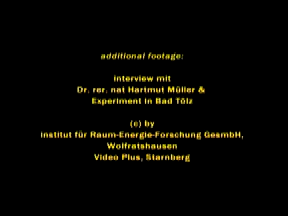 additional footage:
interview mit
Dr. rer. nat Hartmut Müller &
Experiment in Bad Tölz
(c) by
Institut für Raum-Energie-Forschung GesmbH,
Wolfratshausen
Video Plus, Starnberg